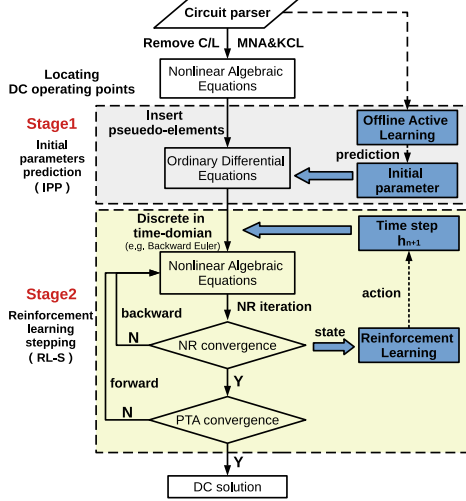 Circuit parser
Remove C/L
MNA&KCL
Locating
DC operating points
Nonlinear Algebraic
Equations
Stage1
Initial
parameters
prediction
( IPP )
Insert
pseuedo-elements
Offline Active
Learning
prediction
Ordinary Differential
Equations
Initial
parameter
Discrete in
time-domian
(e.g. Backward Euler)
Time step
hn+1
Stage2
Reinforcement
learning
stepping
( RL-S )
Nonlinear Algebraic
Equations
NR iteration
action
backward
N
NR convergence
state
Reinforcement
Learning
forward
Y
N
PTA convergence
Y
DC solution